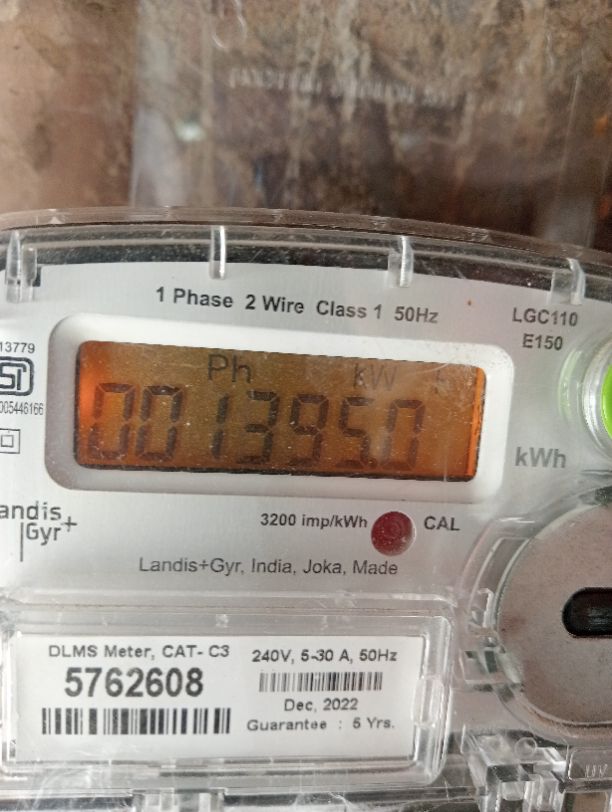 1 Phase 2 Wire Class 1 50Hz
LGC110
E150
13779
005446166
Ph kW
001395.0
kWh
andis
Gyr+
3200 imp/kWh CAL
Landis+Gyr, India, Joka, Made
DLMS Meter, CAT- C3
5762608
240V, 5-30 A, 50Hz
Dec, 2022
Guarantee : 5 Yrs.